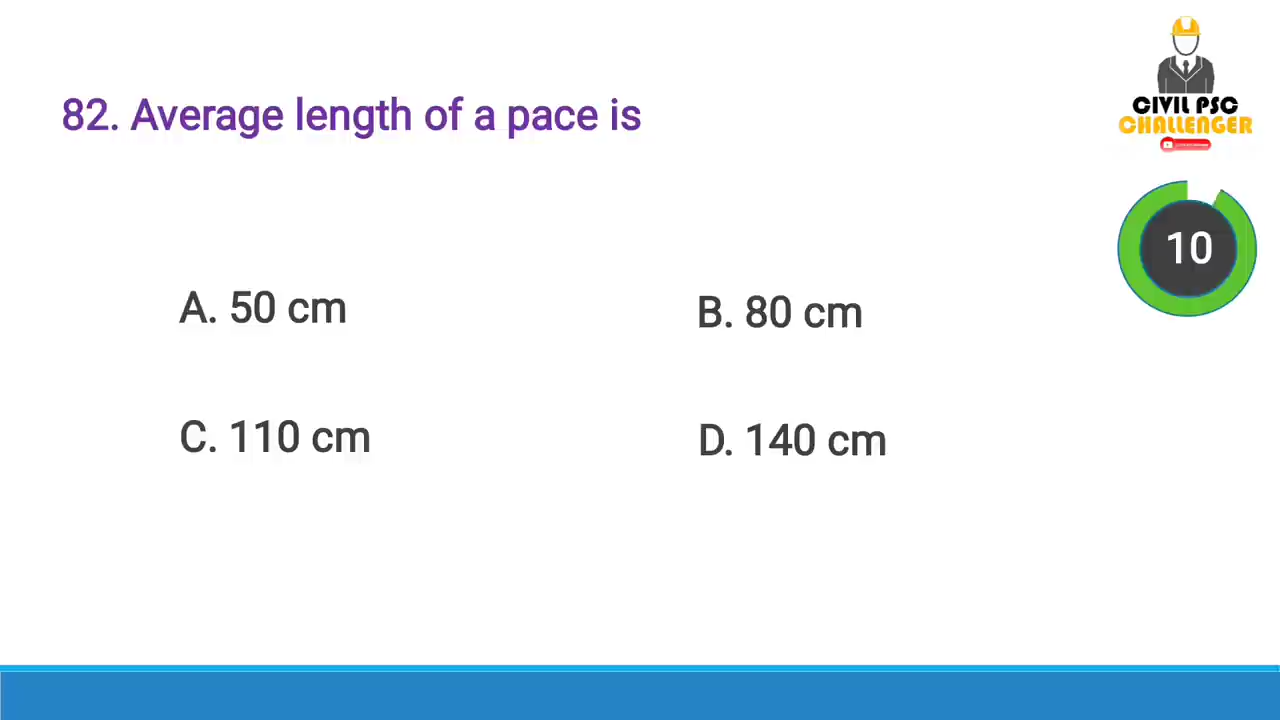 CIVIL PSC
CHALLENGER
82. Average length of a pace is
10
A. 50 cm
B. 80 cm
C. 110 cm
D. 140 cm